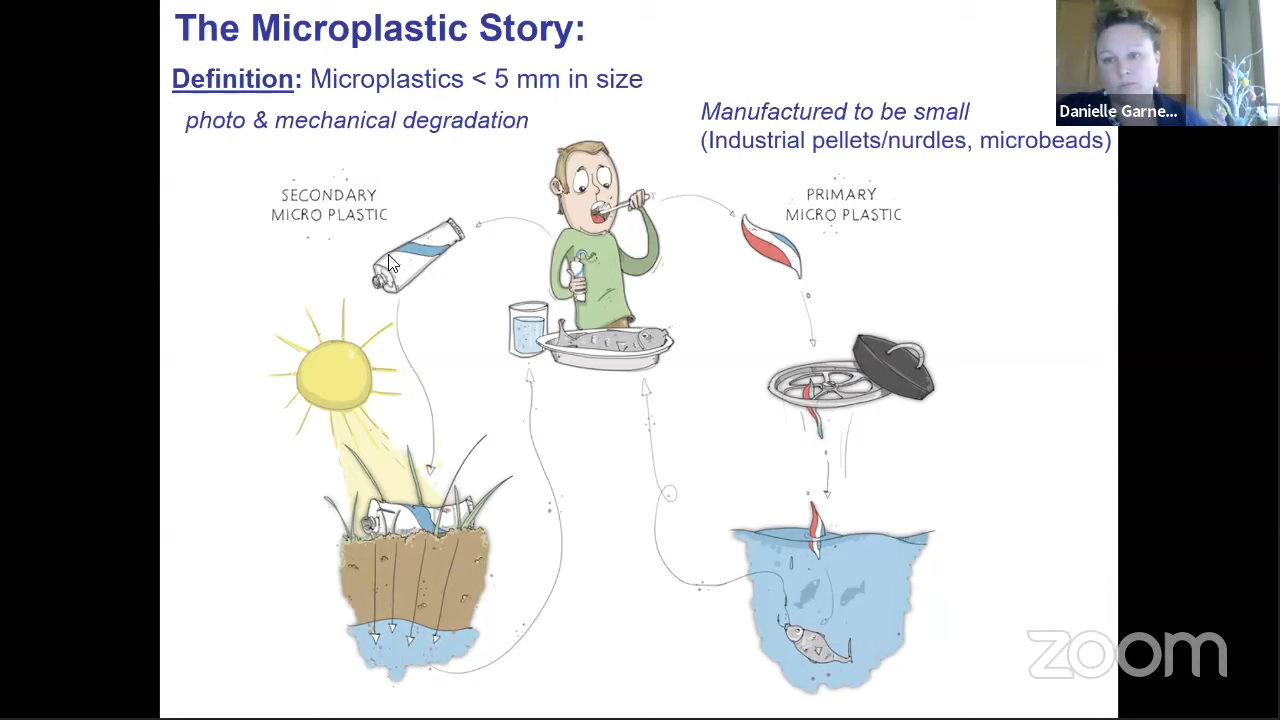 The Microplastic Story:
Definition: Microplastics < 5 mm in size
photo & mechanical degradation
Manufactured to be small
(Industrial pellets/nurdles, microbeads)
Danielle Garne...
SECONDARY
MICRO PLASTIC
PRIMARY
MICRO PLASTIC
zoom